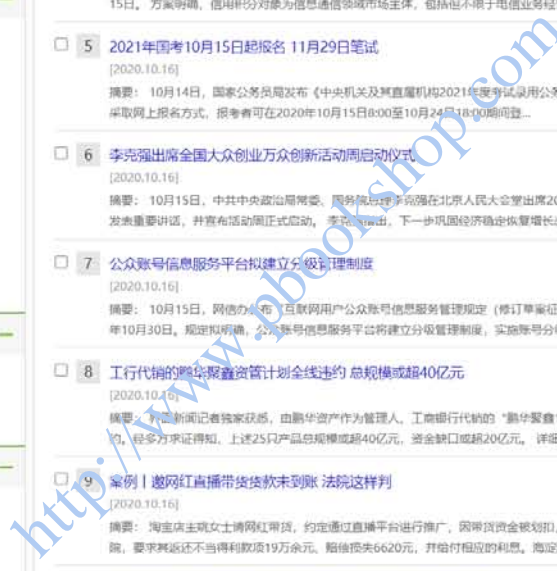 15日。 方案明确，信用积分对象为信息通信领域市场主体，包括但不限于电信业务经
5 2021年国考10月15日起报名 11月29日笔试
[2020.10.16]
摘要： 10月14日，国家公务员局发布《中央机关及其直属机构2021年度考试录用公务
采取网上报名方式，报考者可在2020年10月15日8:00至10月24日18:00期间登...
6 李克强出席全国大众创业万众创新活动周启动仪式
[2020.10.16]
摘要： 10月15日，中共中央政治局常委、国务院总理李克强在北京人民大会堂出席20
发表重要讲话，并宣布活动周正式启动。 李克强指出，下一步巩固经济稳定恢复增长
7 公众账号信息服务平台拟建立分级管理制度
[2020.10.16]
摘要： 10月15日，网信办公布《互联网用户公众账号信息服务管理规定（修订草案征
年10月30日。规定拟明确，公众账号信息服务平台将建立分级管理制度，实施账号分
8 工行代销的鹏华聚鑫资管计划全线违约 总规模或超40亿元
[2020.10.16]
摘要： 新闻记者独家获悉，由鹏华资产作为管理人、工商银行代销的“鹏华聚鑫
约。经多方求证得知，上述25只产品总规模或超40亿元，资金缺口或超20亿元。 详细
9 案例丨邀网红直播带货货款未到账 法院这样判
[2020.10.16]
摘要： 淘宝店主姚女士请网红带货，约定通过直播平台进行推广，因带货资金被划扣，
院，要求其返还不当得利款项19万余元、赔偿损失6620元，并给付相应的利息。海淀
http://www.pbookshop.com